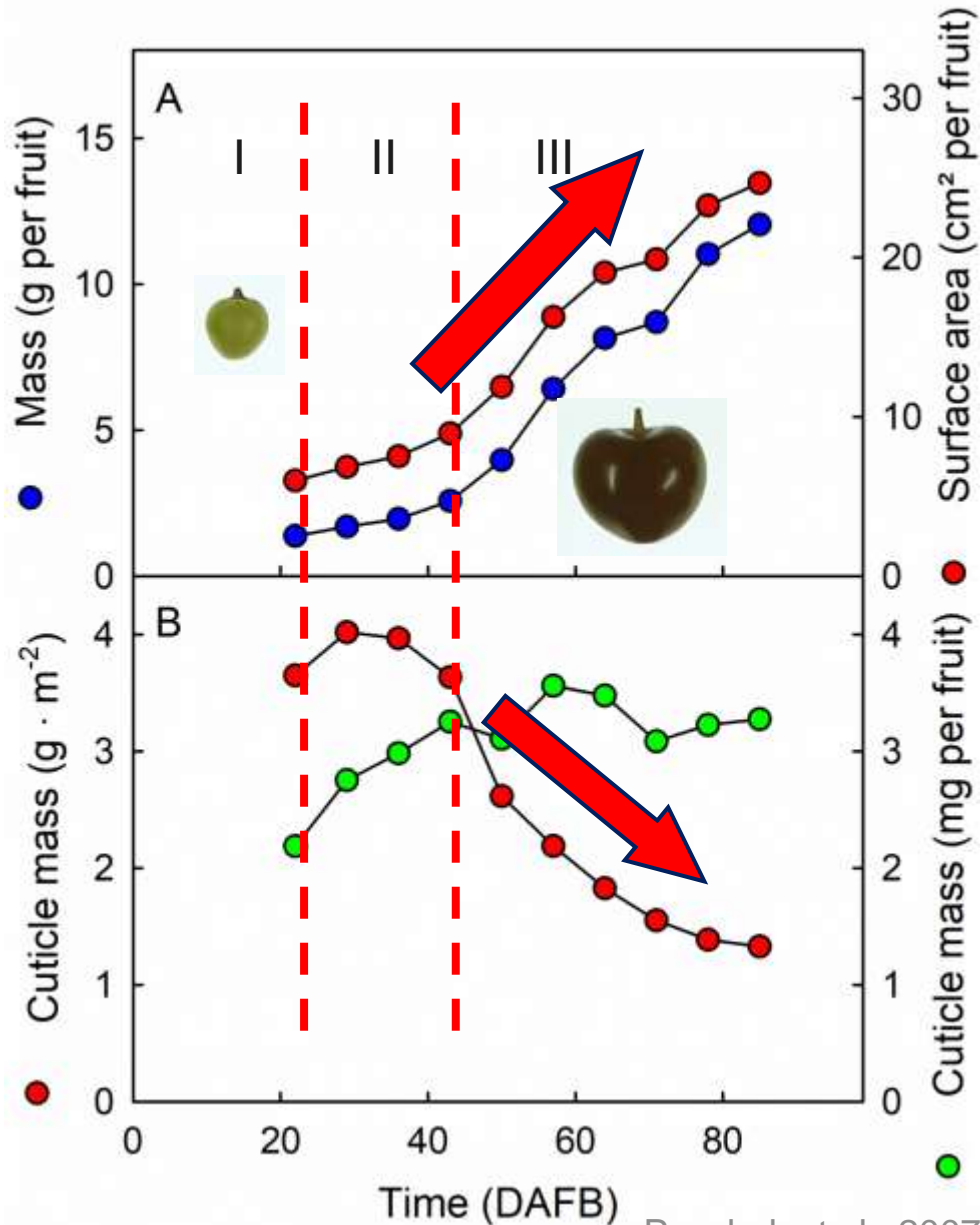 A
I
II
III
Mass (g per fruit)
15
10
5
0
30
20
10
0
Surface area (cm² per fruit)
B
Cuticle mass (g · m⁻²)
4
3
2
1
0
4
3
2
1
0
Cuticle mass (mg per fruit)
0
20
40
60
80
Time (DAFB)